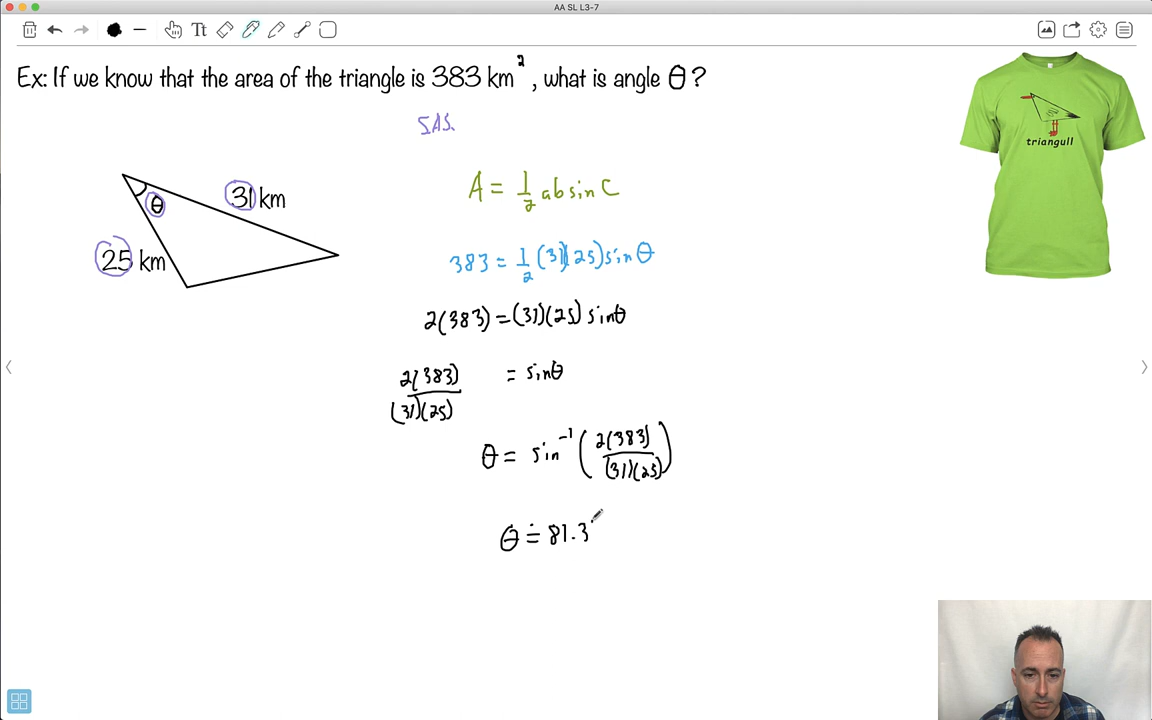 AA SL L3-7
Tt
Ex: If we know that the area of the triangle is 383 km², what is angle θ?
SAS.
triangull
θ
31 km
25 km
A = 1/2 ab sin C
383 = 1/2 (31)(25) sin θ
2(383) = (31)(25) sin θ
2(383)/(31)(25) = sin θ
θ = sin⁻¹ (2(383)/(31)(25))
θ ≐ 81.3